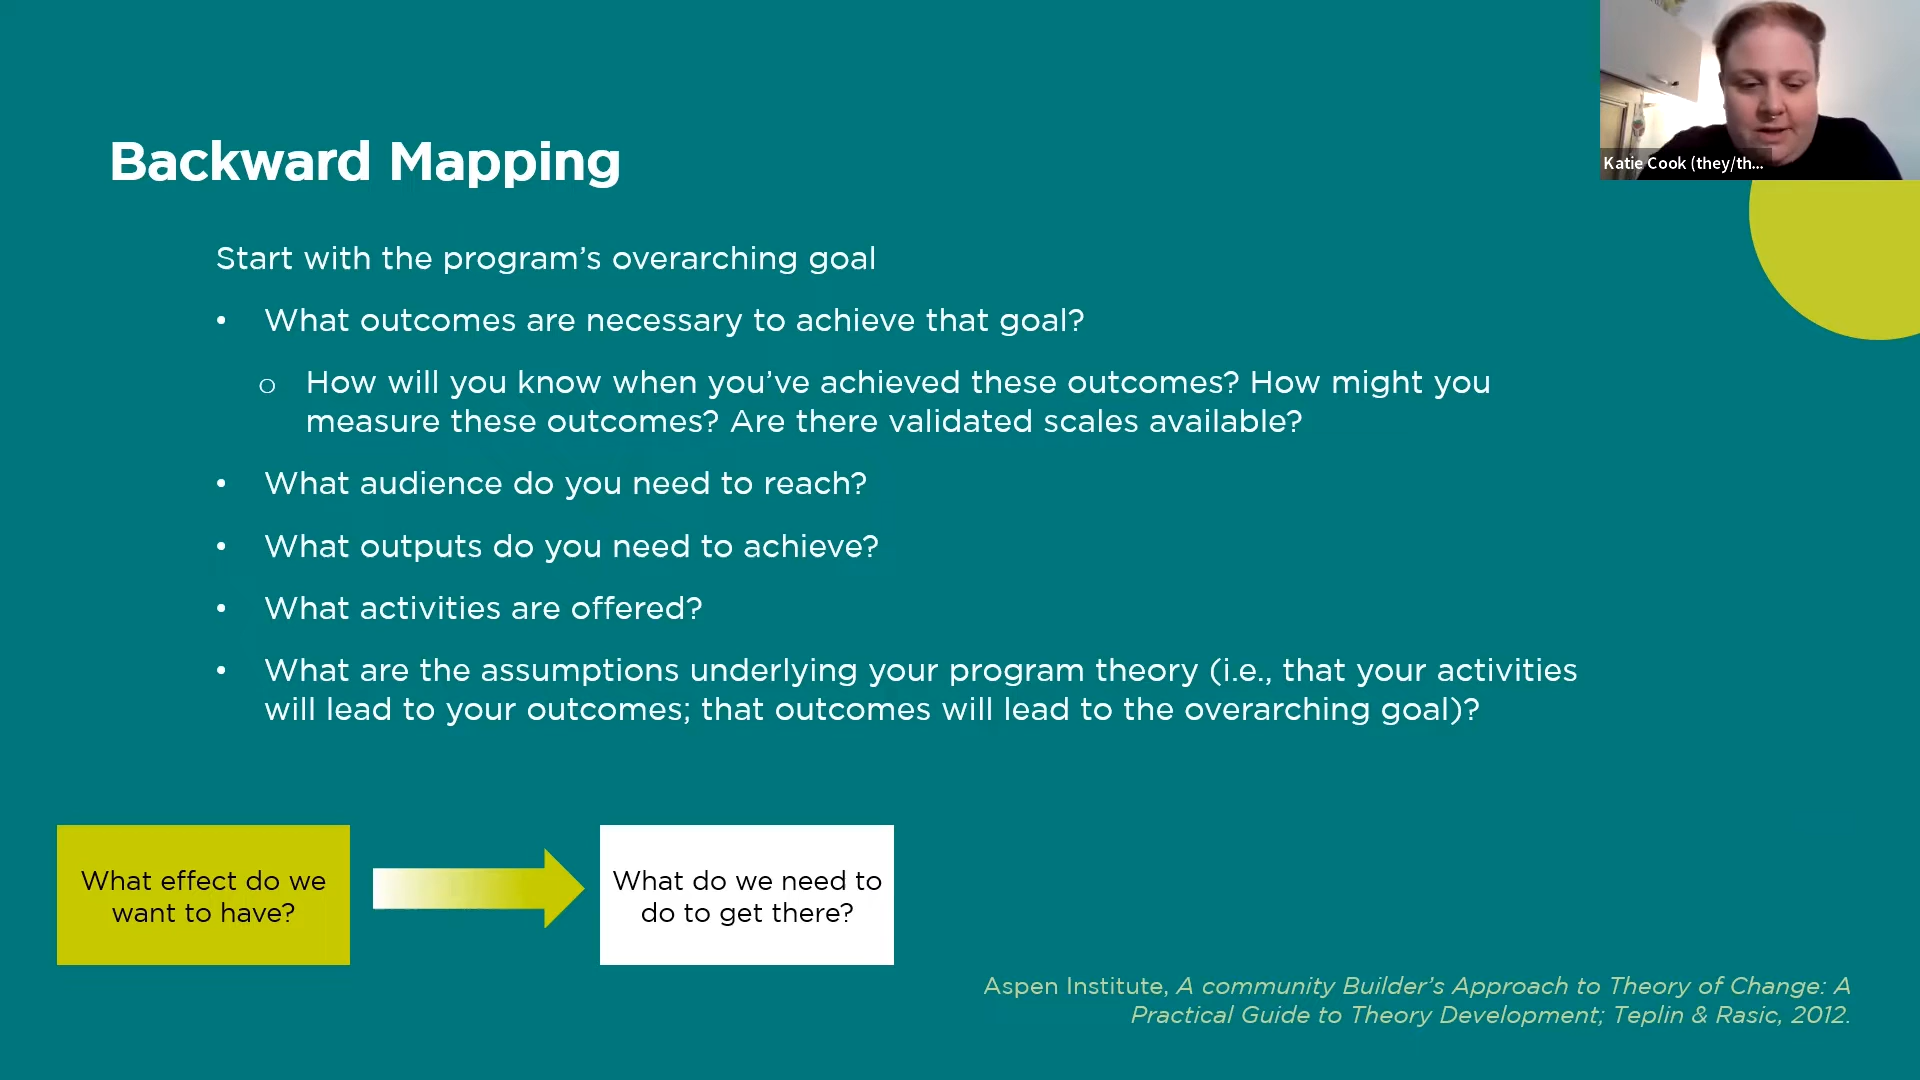 Backward Mapping
Katie Cook (they/th...
Start with the program’s overarching goal
• What outcomes are necessary to achieve that goal?
o How will you know when you’ve achieved these outcomes? How might you
measure these outcomes? Are there validated scales available?
• What audience do you need to reach?
• What outputs do you need to achieve?
• What activities are offered?
• What are the assumptions underlying your program theory (i.e., that your activities
will lead to your outcomes; that outcomes will lead to the overarching goal)?
What effect do we
want to have?
What do we need to
do to get there?
Aspen Institute, A community Builder’s Approach to Theory of Change: A
Practical Guide to Theory Development; Teplin & Rasic, 2012.